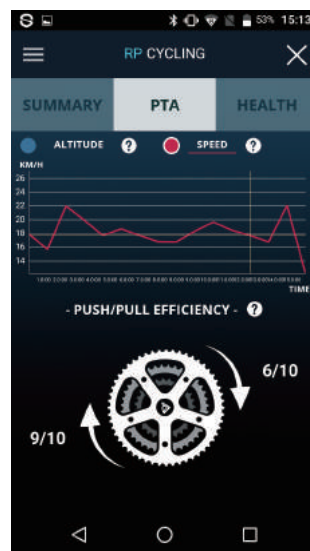 53% 15:13
RP CYCLING
SUMMARY PTA HEALTH
ALTITUDE ? SPEED ?
KM/H
26
24
22
20
18
16
14
TIME
- PUSH/PULL EFFICIENCY - ?
6/10
9/10